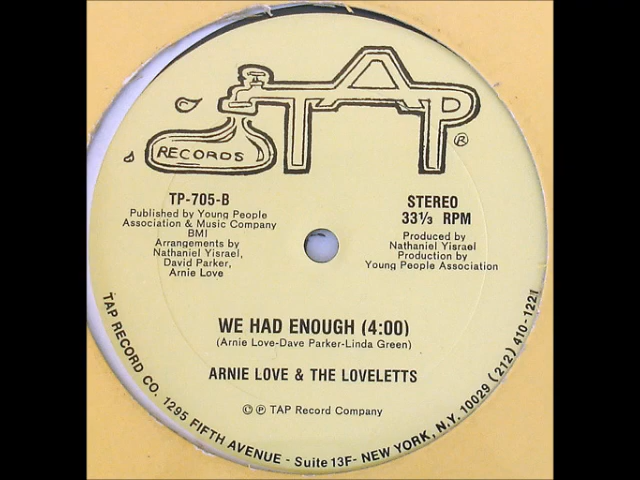 TAP
RECORDS
®
TP-705-B
Published by Young People
Association & Music Company
BMI
Arrangements by
Nathaniel Yisrael,
David Parker,
Arnie Love
STEREO
33⅓ RPM
Produced by
Nathaniel Yisrael
Production by
Young People Association
WE HAD ENOUGH (4:00)
(Arnie Love-Dave Parker-Linda Green)
ARNIE LOVE & THE LOVELETTS
© ℗ TAP Record Company
TAP RECORD CO. 1295 FIFTH AVENUE - Suite 13F- NEW YORK, N.Y. 10029 (212) 410-1221